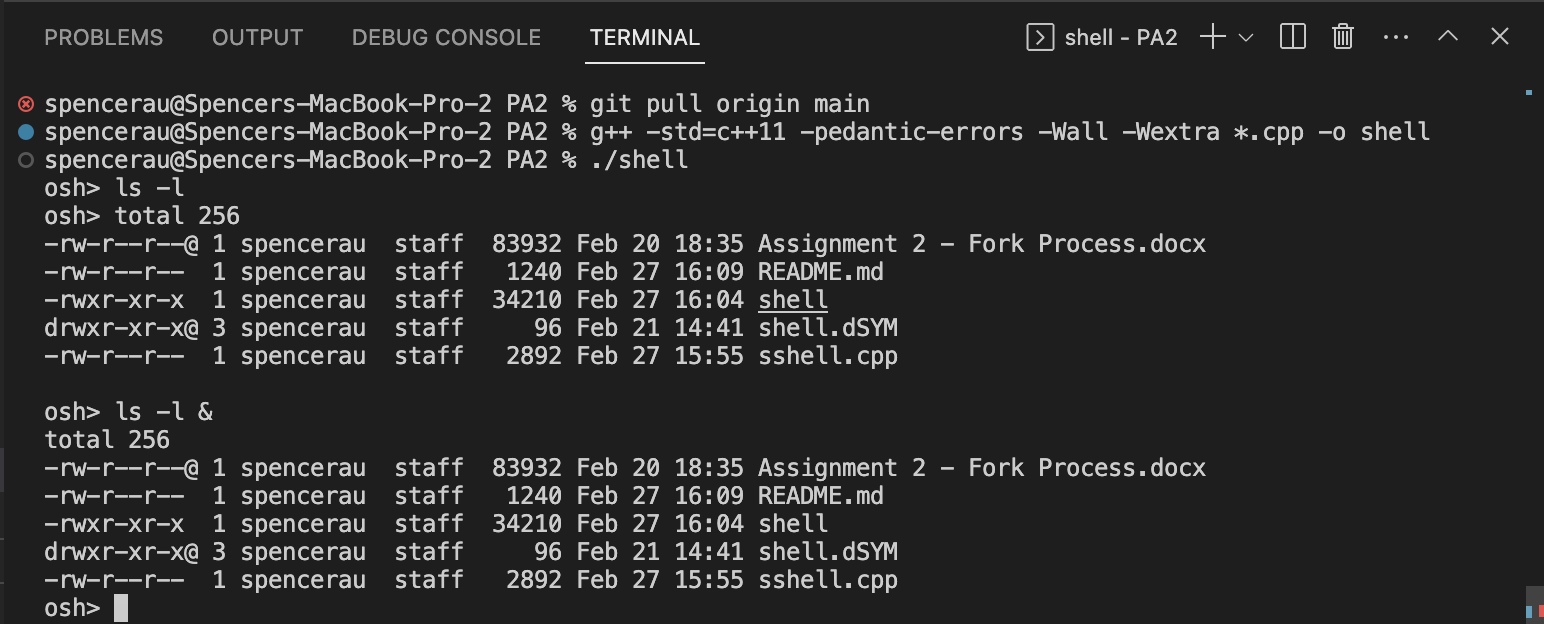 PROBLEMS OUTPUT DEBUG CONSOLE TERMINAL shell - PA2
spencerau@Spencers-MacBook-Pro-2 PA2 % git pull origin main
spencerau@Spencers-MacBook-Pro-2 PA2 % g++ -std=c++11 -pedantic-errors -Wall -Wextra *.cpp -o shell
spencerau@Spencers-MacBook-Pro-2 PA2 % ./shell
osh> ls -l
osh> total 256
-rw-r--r--@ 1 spencerau  staff  83932 Feb 20 18:35 Assignment 2 - Fork Process.docx
-rw-r--r--  1 spencerau  staff   1240 Feb 27 16:09 README.md
-rwxr-xr-x  1 spencerau  staff  34210 Feb 27 16:04 shell
drwxr-xr-x@ 3 spencerau  staff     96 Feb 21 14:41 shell.dSYM
-rw-r--r--  1 spencerau  staff   2892 Feb 27 15:55 sshell.cpp
osh> ls -l &
total 256
-rw-r--r--@ 1 spencerau  staff  83932 Feb 20 18:35 Assignment 2 - Fork Process.docx
-rw-r--r--  1 spencerau  staff   1240 Feb 27 16:09 README.md
-rwxr-xr-x  1 spencerau  staff  34210 Feb 27 16:04 shell
drwxr-xr-x@ 3 spencerau  staff     96 Feb 21 14:41 shell.dSYM
-rw-r--r--  1 spencerau  staff   2892 Feb 27 15:55 sshell.cpp
osh>